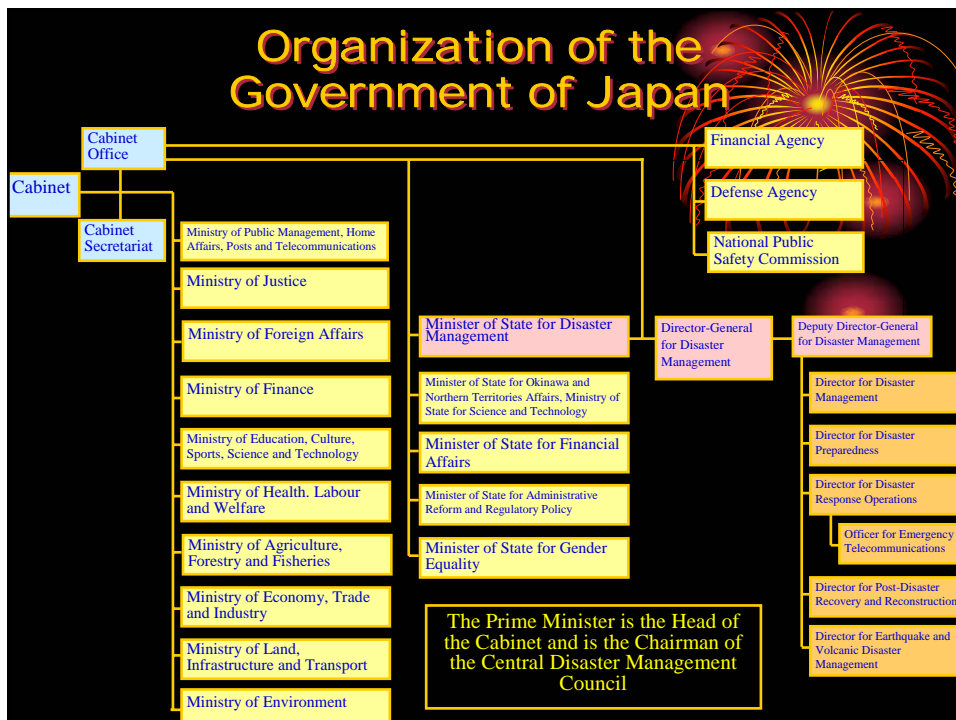 Organization of the
Government of Japan
Cabinet
Office
Cabinet
Cabinet
Secretariat
Ministry of Public Management, Home
Affairs, Posts and Telecommunications
Ministry of Justice
Ministry of Foreign Affairs
Ministry of Finance
Ministry of Education, Culture,
Sports, Science and Technology
Ministry of Health. Labour
and Welfare
Ministry of Agriculture,
Forestry and Fisheries
Ministry of Economy, Trade
and Industry
Ministry of Land,
Infrastructure and Transport
Ministry of Environment
Minister of State for Disaster
Management
Minister of State for Okinawa and
Northern Territories Affairs, Ministry of
State for Science and Technology
Minister of State for Financial
Affairs
Minister of State for Administrative
Reform and Regulatory Policy
Minister of State for Gender
Equality
Financial Agency
Defense Agency
National Public
Safety Commission
Director-General
for Disaster
Management
Deputy Director-General
for Disaster Management
Director for Disaster
Management
Director for Disaster
Preparedness
Director for Disaster
Response Operations
Officer for Emergency
Telecommunications
Director for Post-Disaster
Recovery and Reconstruction
Director for Earthquake and
Volcanic Disaster
Management
The Prime Minister is the Head of
the Cabinet and is the Chairman of
the Central Disaster Management
Council